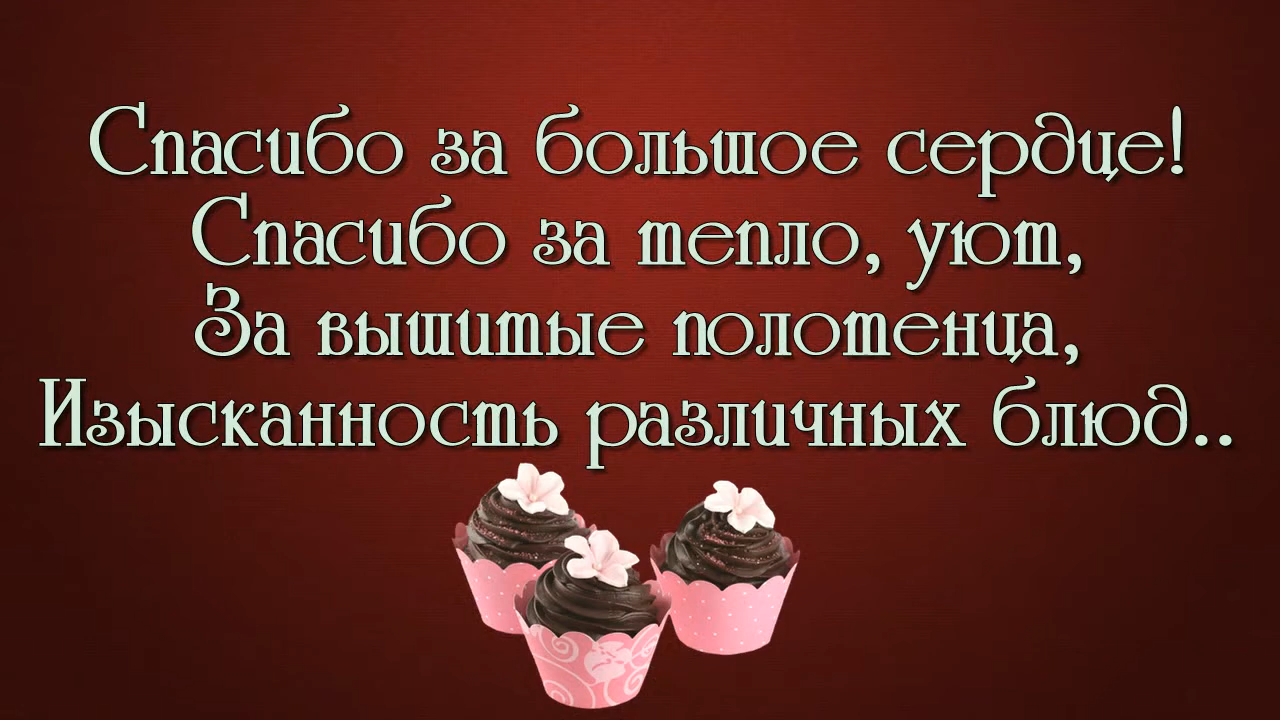 Спасибо за большое сердце!
Спасибо за тепло, уют,
За вышитые полотенца,
Изысканность различных блюд..